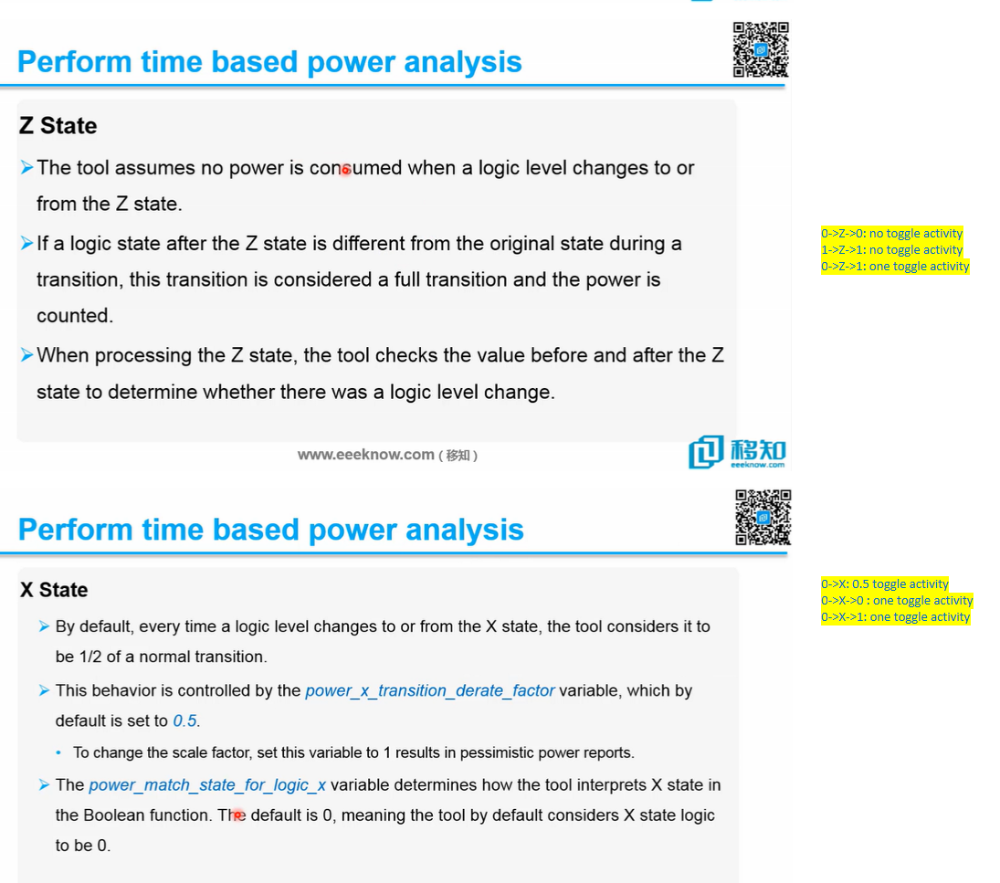 Perform time based power analysis
Z State
➢The tool assumes no power is consumed when a logic level changes to or
from the Z state.
➢If a logic state after the Z state is different from the original state during a
transition, this transition is considered a full transition and the power is
counted.
➢When processing the Z state, the tool checks the value before and after the Z
state to determine whether there was a logic level change.
0->Z->0: no toggle activity
1->Z->1: no toggle activity
0->Z->1: one toggle activity
www.eeeknow.com ( 移知 )
移知
eeeknow.com
Perform time based power analysis
X State
➢ By default, every time a logic level changes to or from the X state, the tool considers it to
be 1/2 of a normal transition.
➢ This behavior is controlled by the power_x_transition_derate_factor variable, which by
default is set to 0.5.
• To change the scale factor, set this variable to 1 results in pessimistic power reports.
➢ The power_match_state_for_logic_x variable determines how the tool interprets X state in
the Boolean function. The default is 0, meaning the tool by default considers X state logic
to be 0.
0->X: 0.5 toggle activity
0->X->0 : one toggle activity
0->X->1: one toggle activity